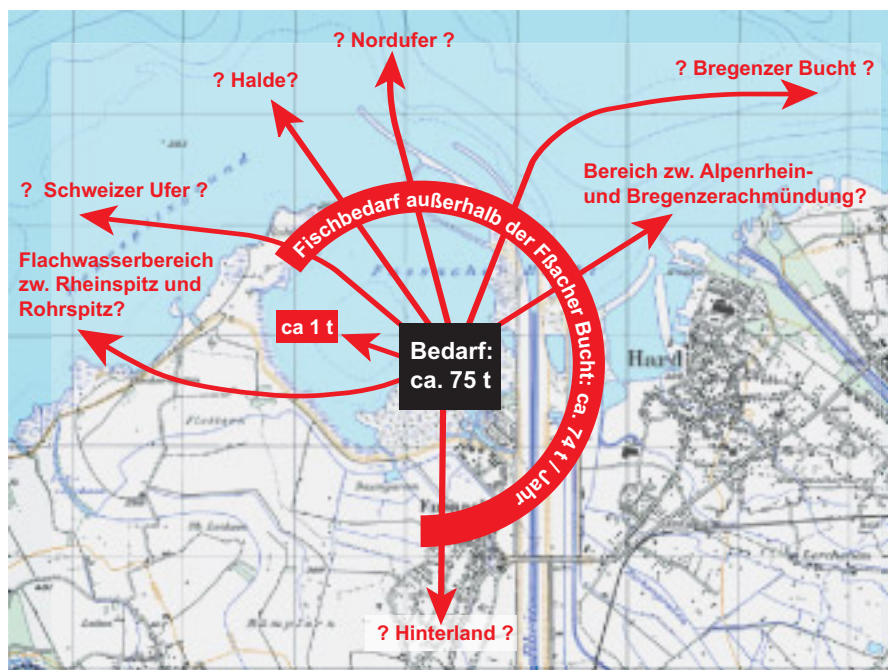 ? Nordufer ?
? Halde?
? Bregenzer Bucht ?
Bereich zw. Alpenrhein-
und Bregenzerachmündung?
? Schweizer Ufer ?
Flachwasserbereich
zw. Rheinspitz und
Rohrspitz?
Fischbedarf außerhalb der Fßacher Bucht: ca. 74 t / Jahr
ca 1 t
Bedarf:
ca. 75 t
Hard
? Hinterland ?